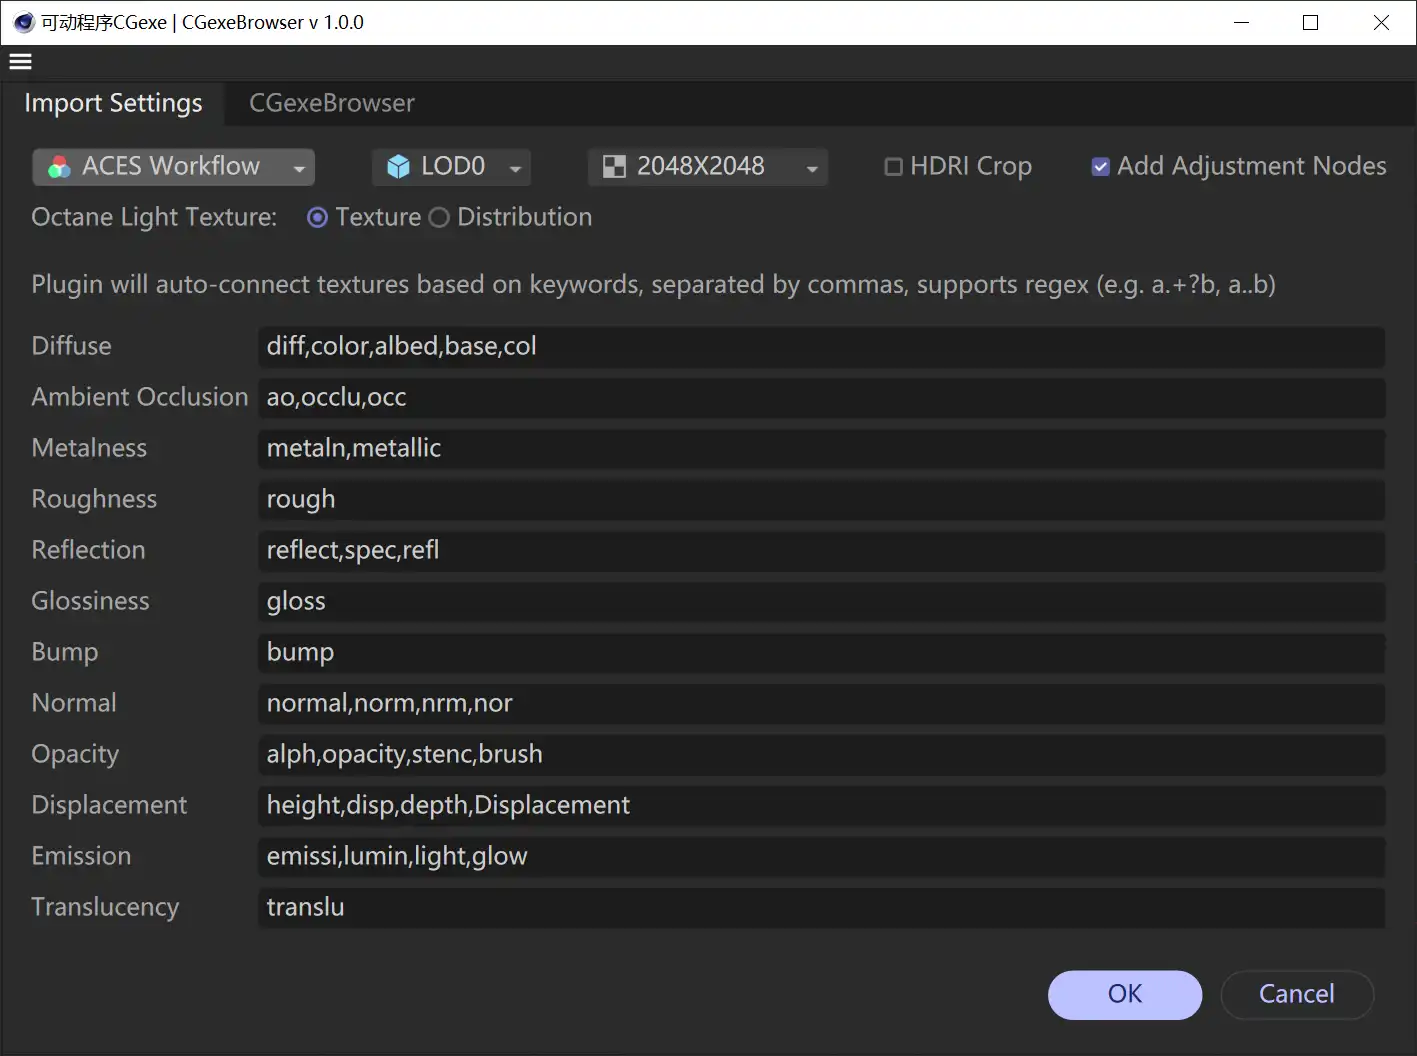 可动程序CGexe | CGexeBrowser v 1.0.0
Import Settings CGexeBrowser
ACES Workflow LOD0 2048X2048 HDRI Crop Add Adjustment Nodes
Octane Light Texture: Texture Distribution
Plugin will auto-connect textures based on keywords, separated by commas, supports regex (e.g. a.+?b, a..b)
Diffuse diff,color,albed,base,col
Ambient Occlusion ao,occlu,occ
Metalness metaln,metallic
Roughness rough
Reflection reflect,spec,refl
Glossiness gloss
Bump bump
Normal normal,norm,nrm,nor
Opacity alph,opacity,stenc,brush
Displacement height,disp,depth,Displacement
Emission emissi,lumin,light,glow
Translucency translu
OK Cancel